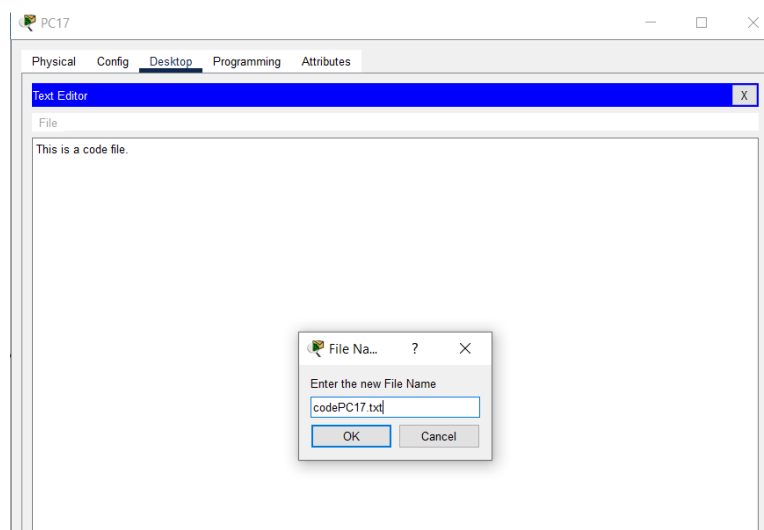 PC17
Physical Config Desktop Programming Attributes
Text Editor X
File
This is a code file.
File Na... ?
Enter the new File Name
codePC17.txt
OK Cancel